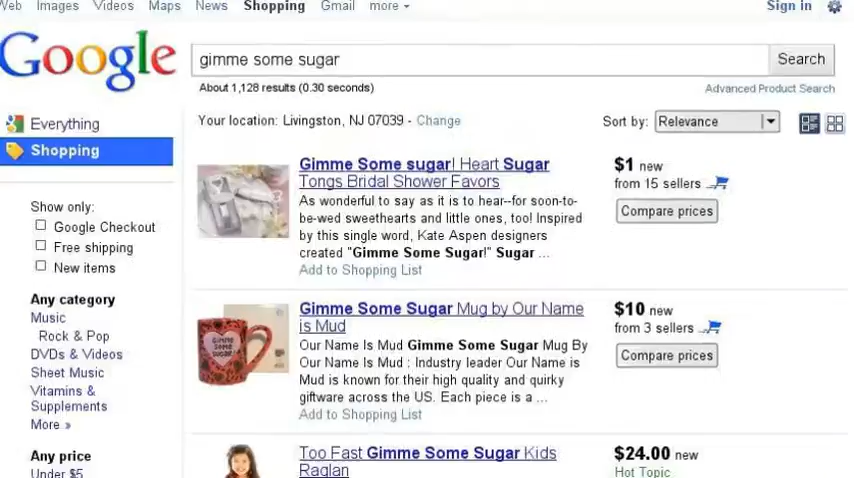 Web Images Videos Maps News Shopping Gmail more Sign in
Google
gimme some sugar Search
About 1,128 results (0.30 seconds) Advanced Product Search
Everything
Shopping
Your location: Livingston, NJ 07039 - Change Sort by: Relevance
Show only:
Google Checkout
Free shipping
New items
Any category
Music
Rock & Pop
DVDs & Videos
Sheet Music
Vitamins &
Supplements
More »
Any price
Under $5
Gimme Some sugar! Heart Sugar
Tongs Bridal Shower Favors
As wonderful to say as it is to hear--for soon-to-
be-wed sweethearts and little ones, too! Inspired
by this single word, Kate Aspen designers
created "Gimme Some Sugar!" Sugar ...
Add to Shopping List
$1 new
from 15 sellers
Compare prices
GIMME
SOME
SUGAR
Gimme Some Sugar Mug by Our Name
is Mud
Our Name Is Mud Gimme Some Sugar Mug By
Our Name Is Mud : Industry leader Our Name is
Mud is known for their high quality and quirky
giftware across the US. Each piece is a ...
Add to Shopping List
$10 new
from 3 sellers
Compare prices
Too Fast Gimme Some Sugar Kids
Raglan
$24.00 new
Hot Topic